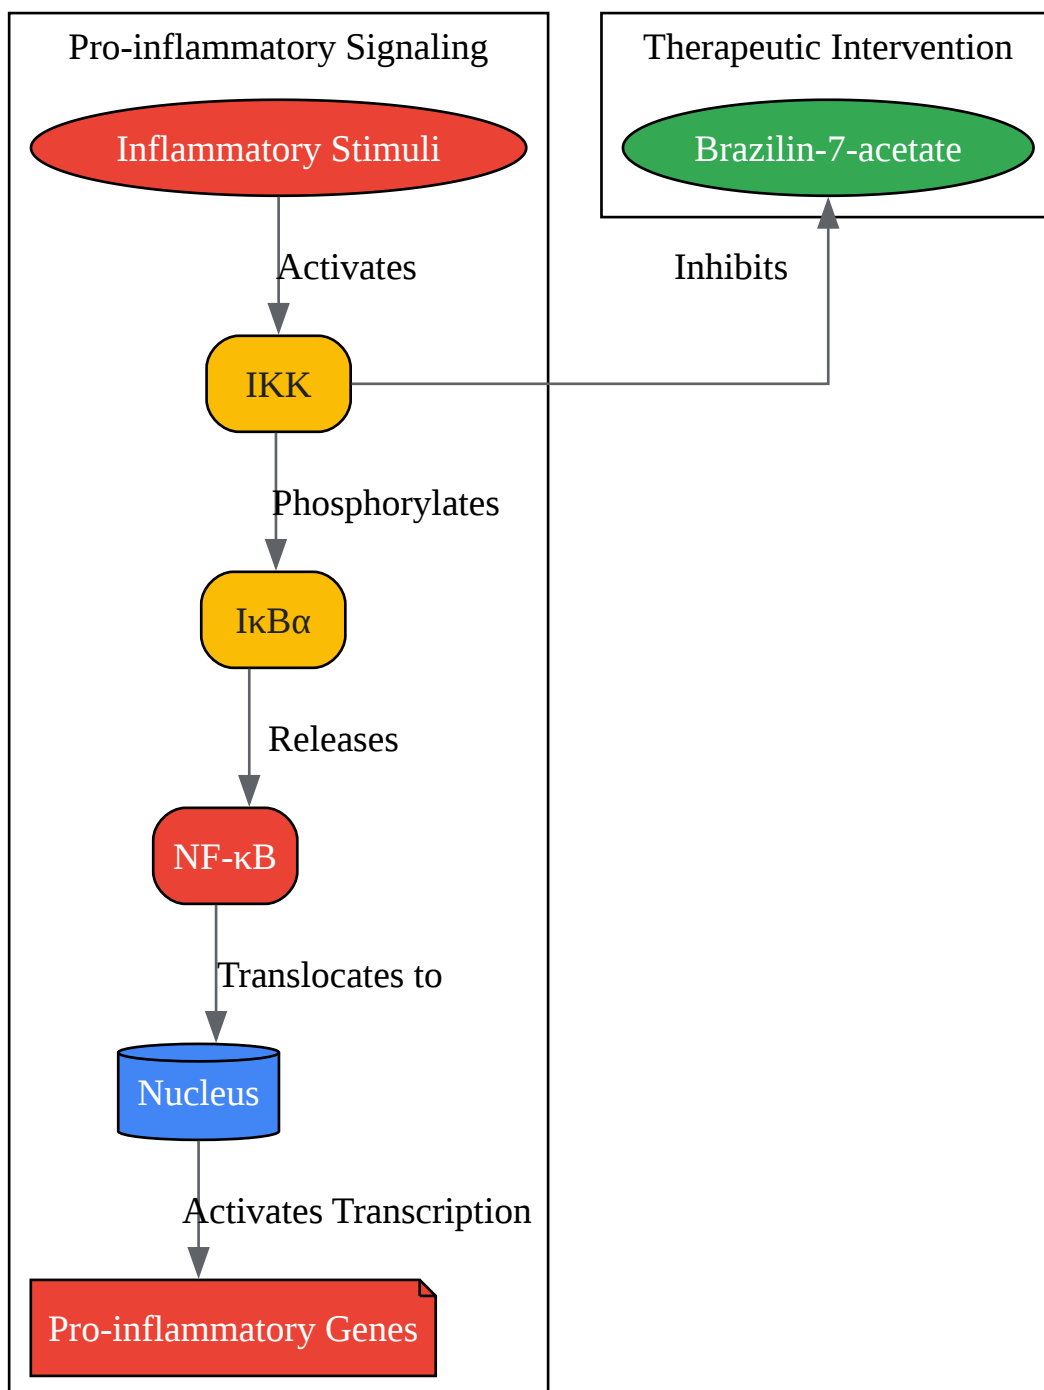 Pro-inflammatory Signaling
Inflammatory Stimuli
Activates
IKK
Phosphorylates
IκBα
Releases
NF-κB
Translocates to
Nucleus
Activates Transcription
Pro-inflammatory Genes
Therapeutic Intervention
Brazilin-7-acetate
Inhibits